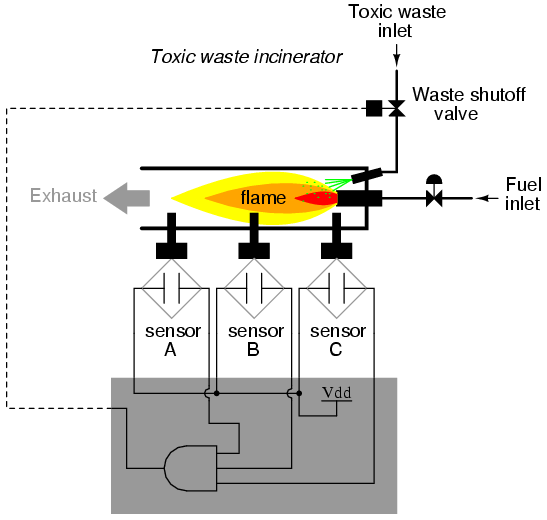 Toxic waste
inlet
Toxic waste incinerator
Waste shutoff
valve
Exhaust
flame
Fuel
inlet
sensor
A
sensor
B
sensor
C
Vdd